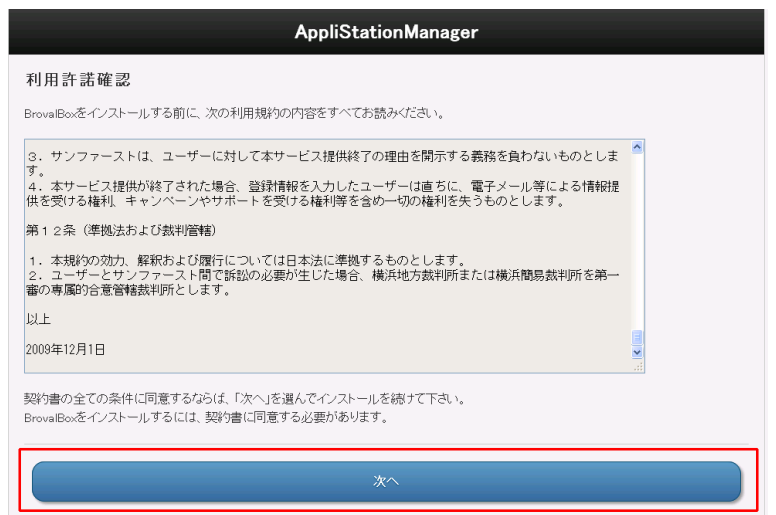 AppliStationManager
利用許諾確認
BrovalBoxをインストールする前に、次の利用規約の内容をすべてお読みください。
3．サンファーストは、ユーザーに対して本サービス提供終了の理由を開示する義務を負わないものとしま
す。
4．本サービス提供が終了された場合、登録情報を入力したユーザーは直ちに、電子メール等による情報提
供を受ける権利、キャンペーンやサポートを受ける権利等を含め一切の権利を失うものとします。
第12条（準拠法および裁判管轄）
1．本規約の効力、解釈および履行については日本法に準拠するものとします。
2．ユーザーとサンファースト間で訴訟の必要が生じた場合、横浜地方裁判所または横浜簡易裁判所を第一
審の専属的合意管轄裁判所とします。
以上
2009年12月1日
契約書の全ての条件に同意するならば、「次へ」を選んでインストールを続けて下さい。
BrovalBoxをインストールするには、契約書に同意する必要があります。
次へ